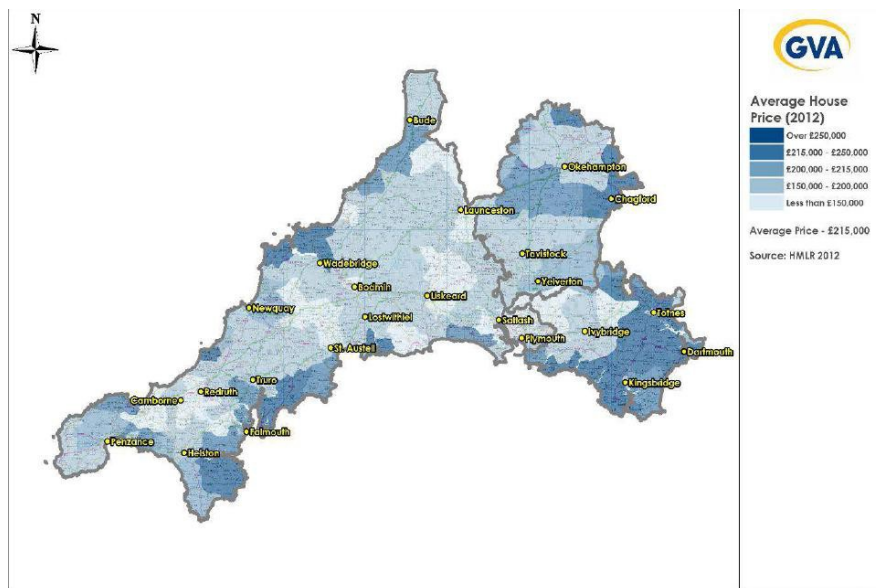 N
GVA
Average House
Price (2012)
Over £250,000
£215,000 - £250,000
£200,000 - £215,000
£150,000 - £200,000
Less than £150,000
Average Price - £215,000
Source: HMLR 2012
Bude
Okehampton
Chagford
Launceston
Tavistock
Wadebridge
Yelverton
Bodmin
Liskeard
Newquay
Lostwithiel
Saltash
Totnes
Ivybridge
Plymouth
St. Austell
Dartmouth
Truro
Kingsbridge
Redruth
Camborne
Falmouth
Penzance
Helston